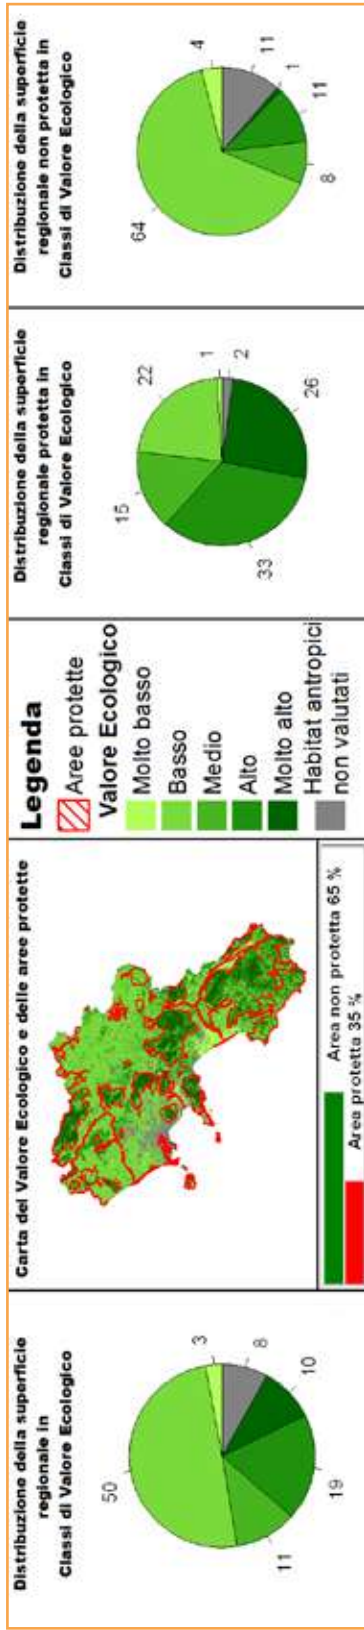 Distribuzione della superficie
regionale in
Classi di Valore Ecologico
50
3
8
10
19
11
Carta del Valore Ecologico e delle aree protette
Area non protetta 65 %
Area protetta 35 %
Legenda
Aree protette
Valore Ecologico
Molto basso
Basso
Medio
Alto
Molto alto
Habitat antropici
non valutati
Distribuzione della superficie
regionale protetta in
Classi di Valore Ecologico
15
22
1
2
26
33
Distribuzione della superficie
regionale non protetta in
Classi di Valore Ecologico
64
4
11
1
11
8